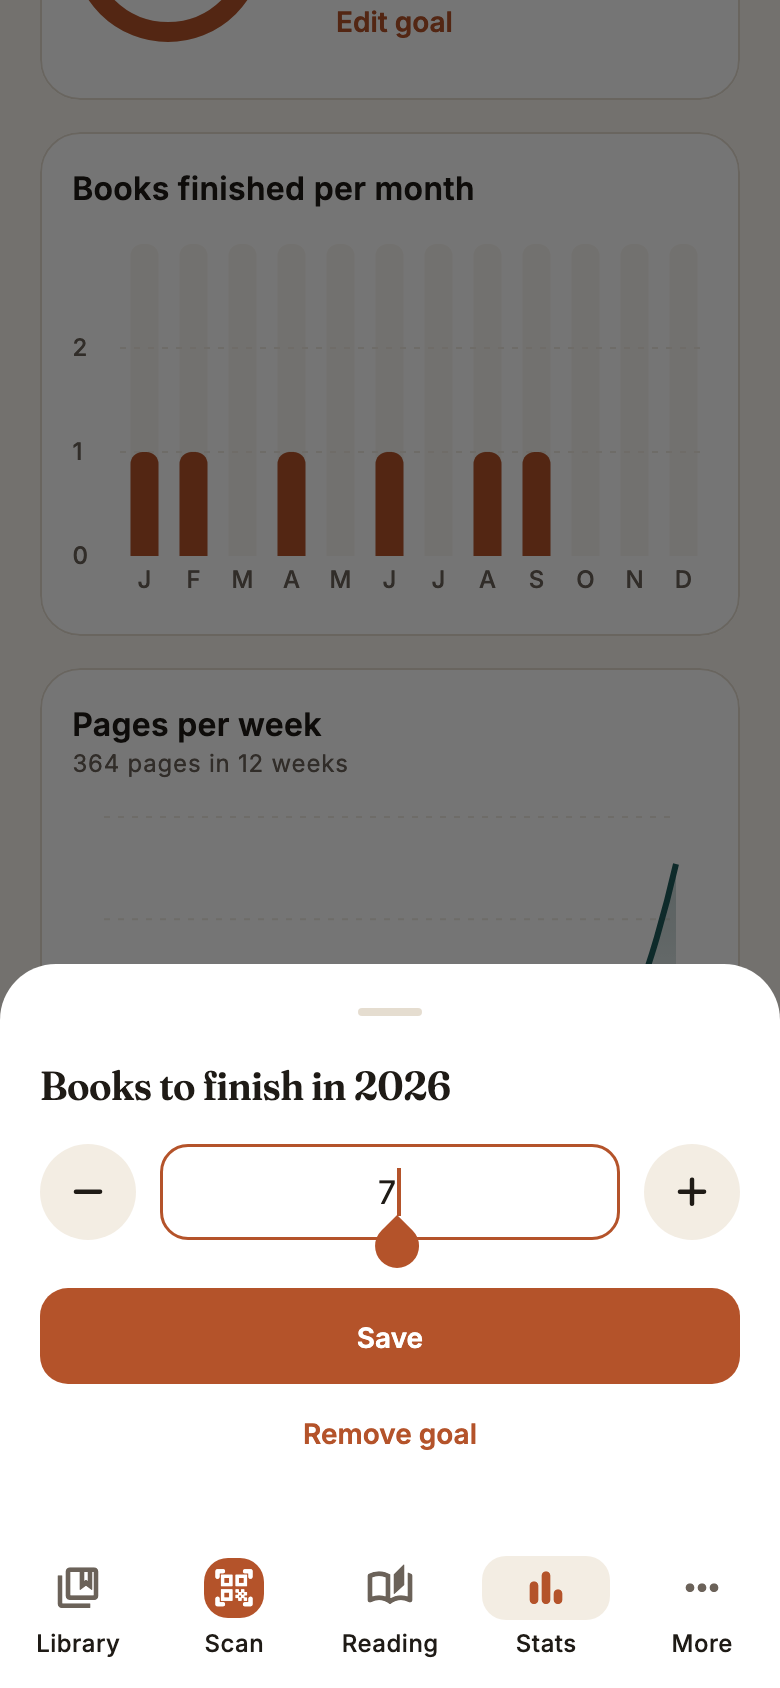 Edit goal
Books finished per month
2
1
0
J F M A M J J A S O N D
Pages per week
364 pages in 12 weeks
Books to finish in 2026
7
Save
Remove goal
Library Scan Reading Stats More